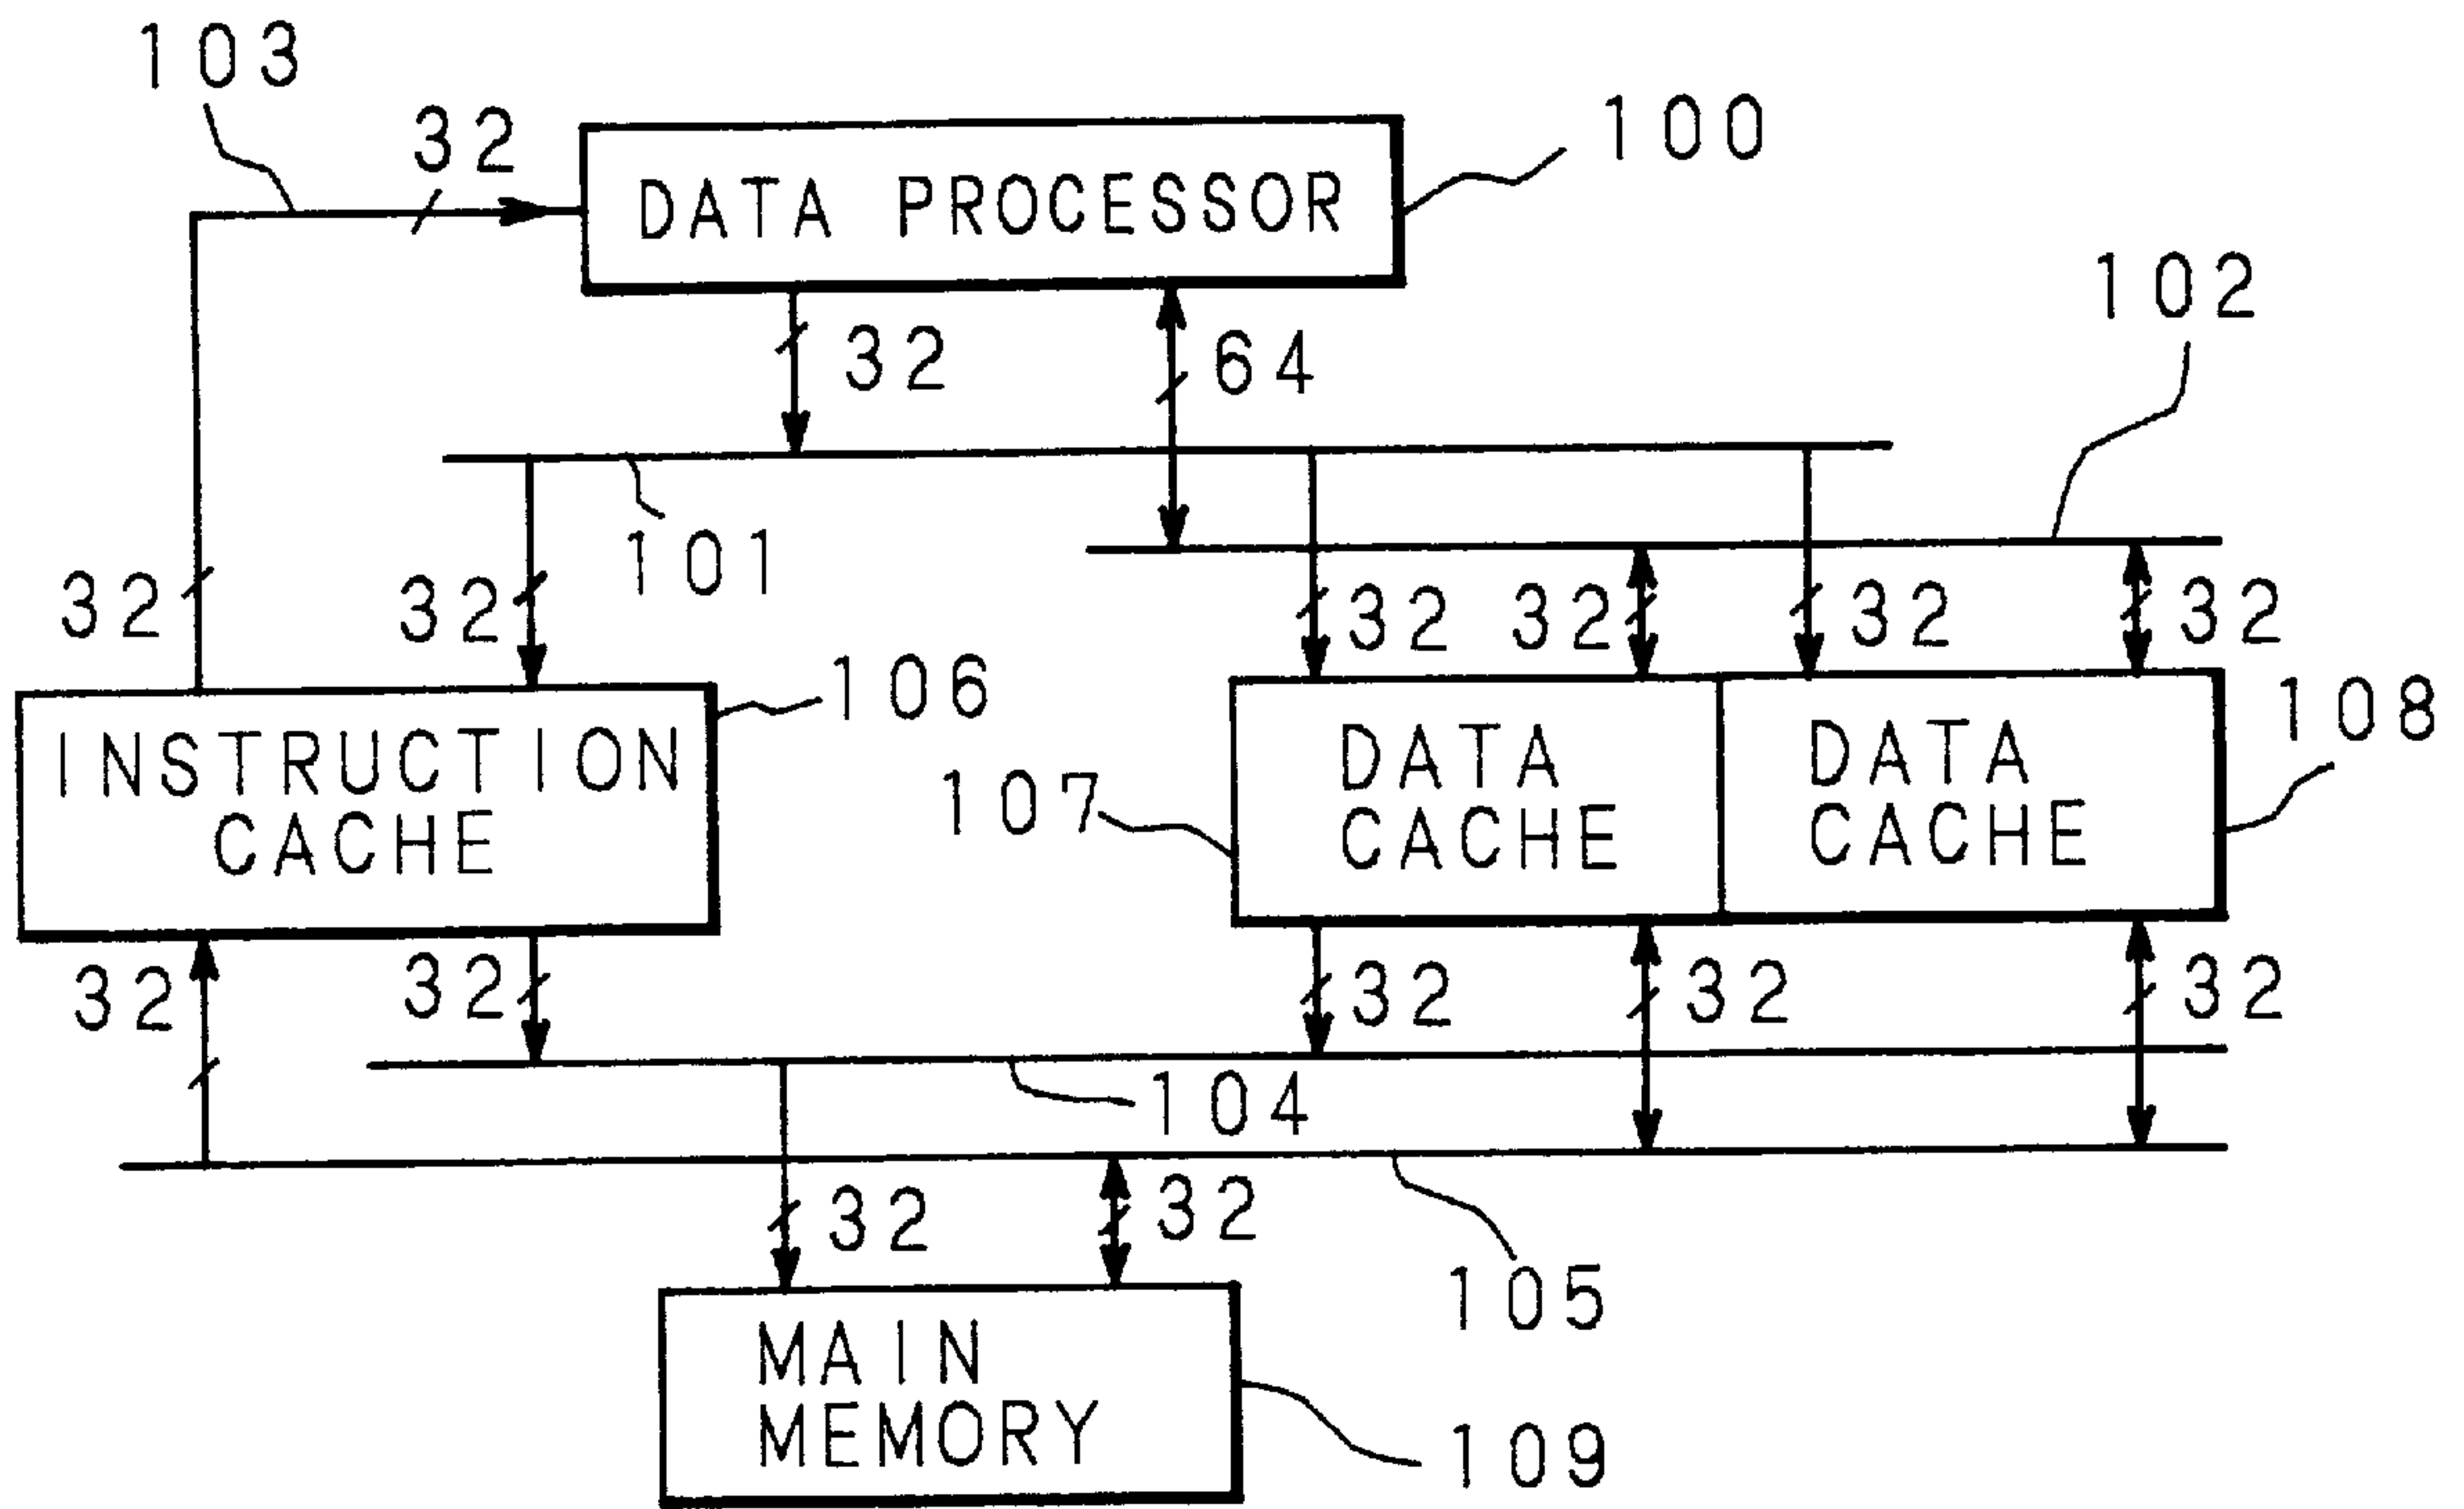 103
32
100
DATA PROCESSOR
102
32
64
101
32
32
32
32
32
32
106
108
INSTRUCTION
CACHE
107
DATA
CACHE
DATA
CACHE
32
32
32
32
32
104
32
32
105
MAIN
MEMORY
109